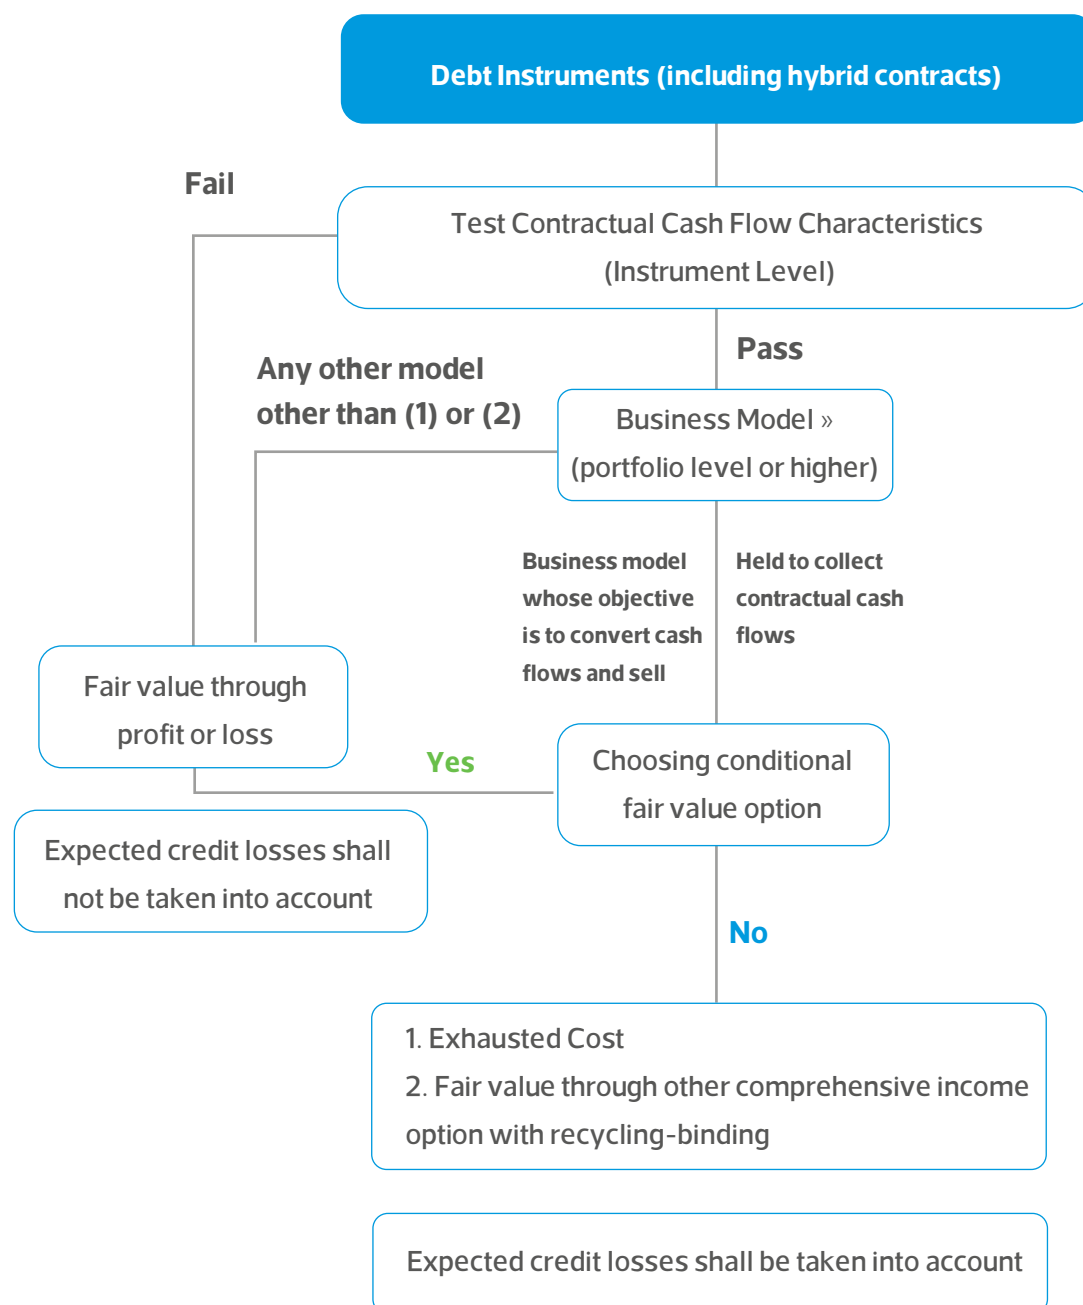 Debt Instruments (including hybrid contracts)
Fail
Test Contractual Cash Flow Characteristics
(Instrument Level)
Pass
Any other model
other than (1) or (2)
Business Model »
(portfolio level or higher)
Business model
whose objective
is to convert cash
flows and sell
Held to collect
contractual cash
flows
Fair value through
profit or loss
Yes
Choosing conditional
fair value option
Expected credit losses shall
not be taken into account
No
1. Exhausted Cost
2. Fair value through other comprehensive income
option with recycling-binding
Expected credit losses shall be taken into account